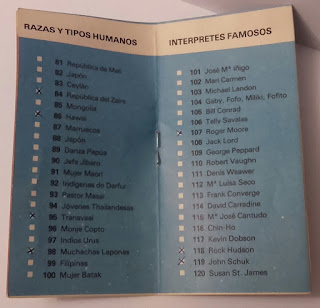 RAZAS Y TIPOS HUMANOS
81 República de Mali
82 Japón
83 Ceylán
84 República del Zaire
85 Mongolia
86 Hawai
87 Marruecos
88 Japón
89 Danza Papúa
90 Jefe Jíbaro
91 Mujer Maorí
92 Indígenas de Darfur
93 Pastor Masai
94 Jóvenes Thailandesas
95 Transvaal
96 Monje Copto
97 Indios Urus
98 Muchachas Laponas
99 Filipinas
100 Mujer Batak
INTERPRETES FAMOSOS
101 José Mª Iñigo
102 Mari Carmen
103 Michael Landon
104 Gaby, Fofo, Miliki, Fofito
105 Bill Conrad
106 Telly Savalas
107 Roger Moore
108 Jack Lord
109 George Peppard
110 Robert Vaughn
111 Denis Weawer
112 Mª Luisa Seco
113 Frank Converge
114 David Carradine
115 Mª José Cantudo
116 Chin-Ho
117 Kevin Dobson
118 Rock Hudson
119 John Schuk
120 Susan St. James